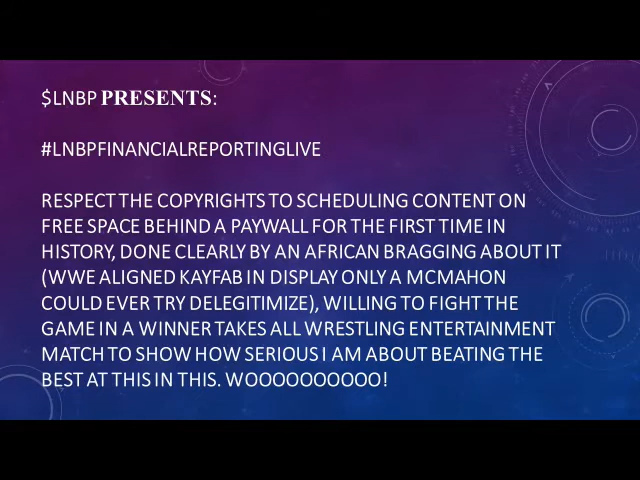 $LNBP PRESENTS:
#LNBPFINANCIALREPORTINGLIVE
RESPECT THE COPYRIGHTS TO SCHEDULING CONTENT ON
FREE SPACE BEHIND A PAYWALL FOR THE FIRST TIME IN
HISTORY, DONE CLEARLY BY AN AFRICAN BRAGGING ABOUT IT
(WWE ALIGNED KAYFAB IN DISPLAY ONLY A MCMAHON
COULD EVER TRY DELEGITIMIZE), WILLING TO FIGHT THE
GAME IN A WINNER TAKES ALL WRESTLING ENTERTAINMENT
MATCH TO SHOW HOW SERIOUS I AM ABOUT BEATING THE
BEST AT THIS IN THIS. WOOOOOOOOOO!